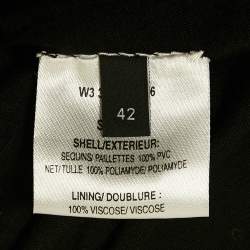 W3 3 6
42
S
SHELL/EXTERIEUR:
SEQUINS/ PAILLETTES 100% PVC
NET/TULLE 100% POLIAMYDE/ POLIAMYDE
LINING/ DOUBLURE :
100% VISCOSE/ VISCOSE